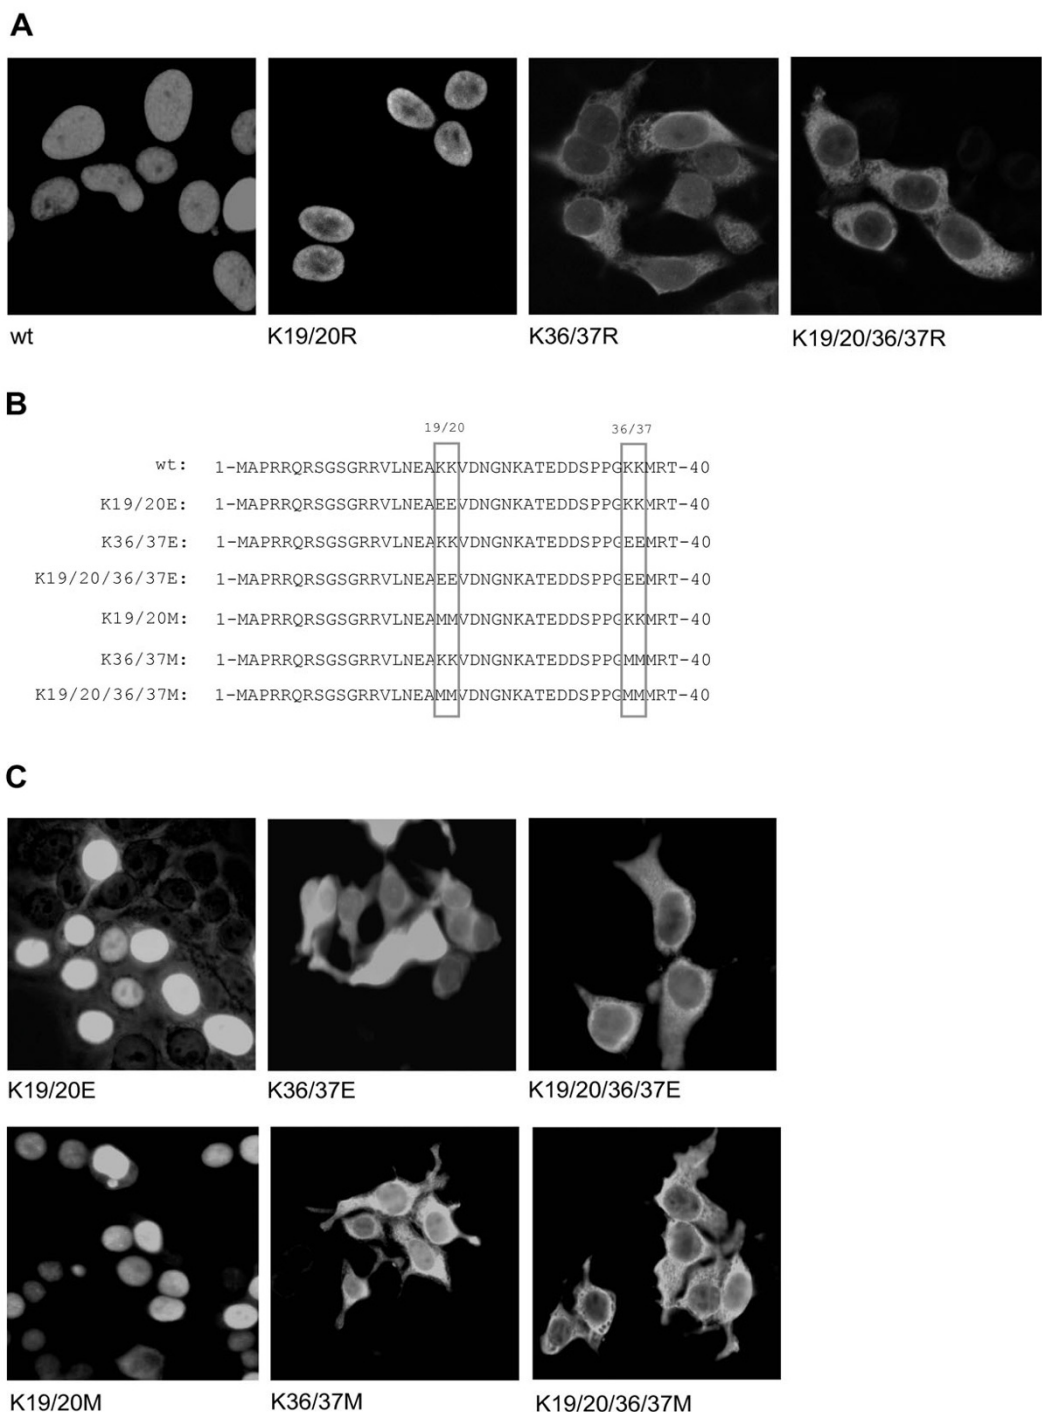 A
wt
K19/20R
K36/37R
K19/20/36/37R
B
19/20
36/37
wt: 1-MAPRRQRSGSGRRVLNEAKKVDNGNKATEDDSPPGKKMRT-40
K19/20E: 1-MAPRRQRSGSGRRVLNEAEEVDNGNKATEDDSPPGKKMRT-40
K36/37E: 1-MAPRRQRSGSGRRVLNEAKKVDNGNKATEDDSPPGEEMRT-40
K19/20/36/37E: 1-MAPRRQRSGSGRRVLNEAEEVDNGNKATEDDSPPGEEMRT-40
K19/20M: 1-MAPRRQRSGSGRRVLNEAMMVDNGNKATEDDSPPGKKMRT-40
K36/37M: 1-MAPRRQRSGSGRRVLNEAKKVDNGNKATEDDSPPGMMMRT-40
K19/20/36/37M: 1-MAPRRQRSGSGRRVLNEAMMVDNGNKATEDDSPPGMMMRT-40
C
K19/20E
K36/37E
K19/20/36/37E
K19/20M
K36/37M
K19/20/36/37M